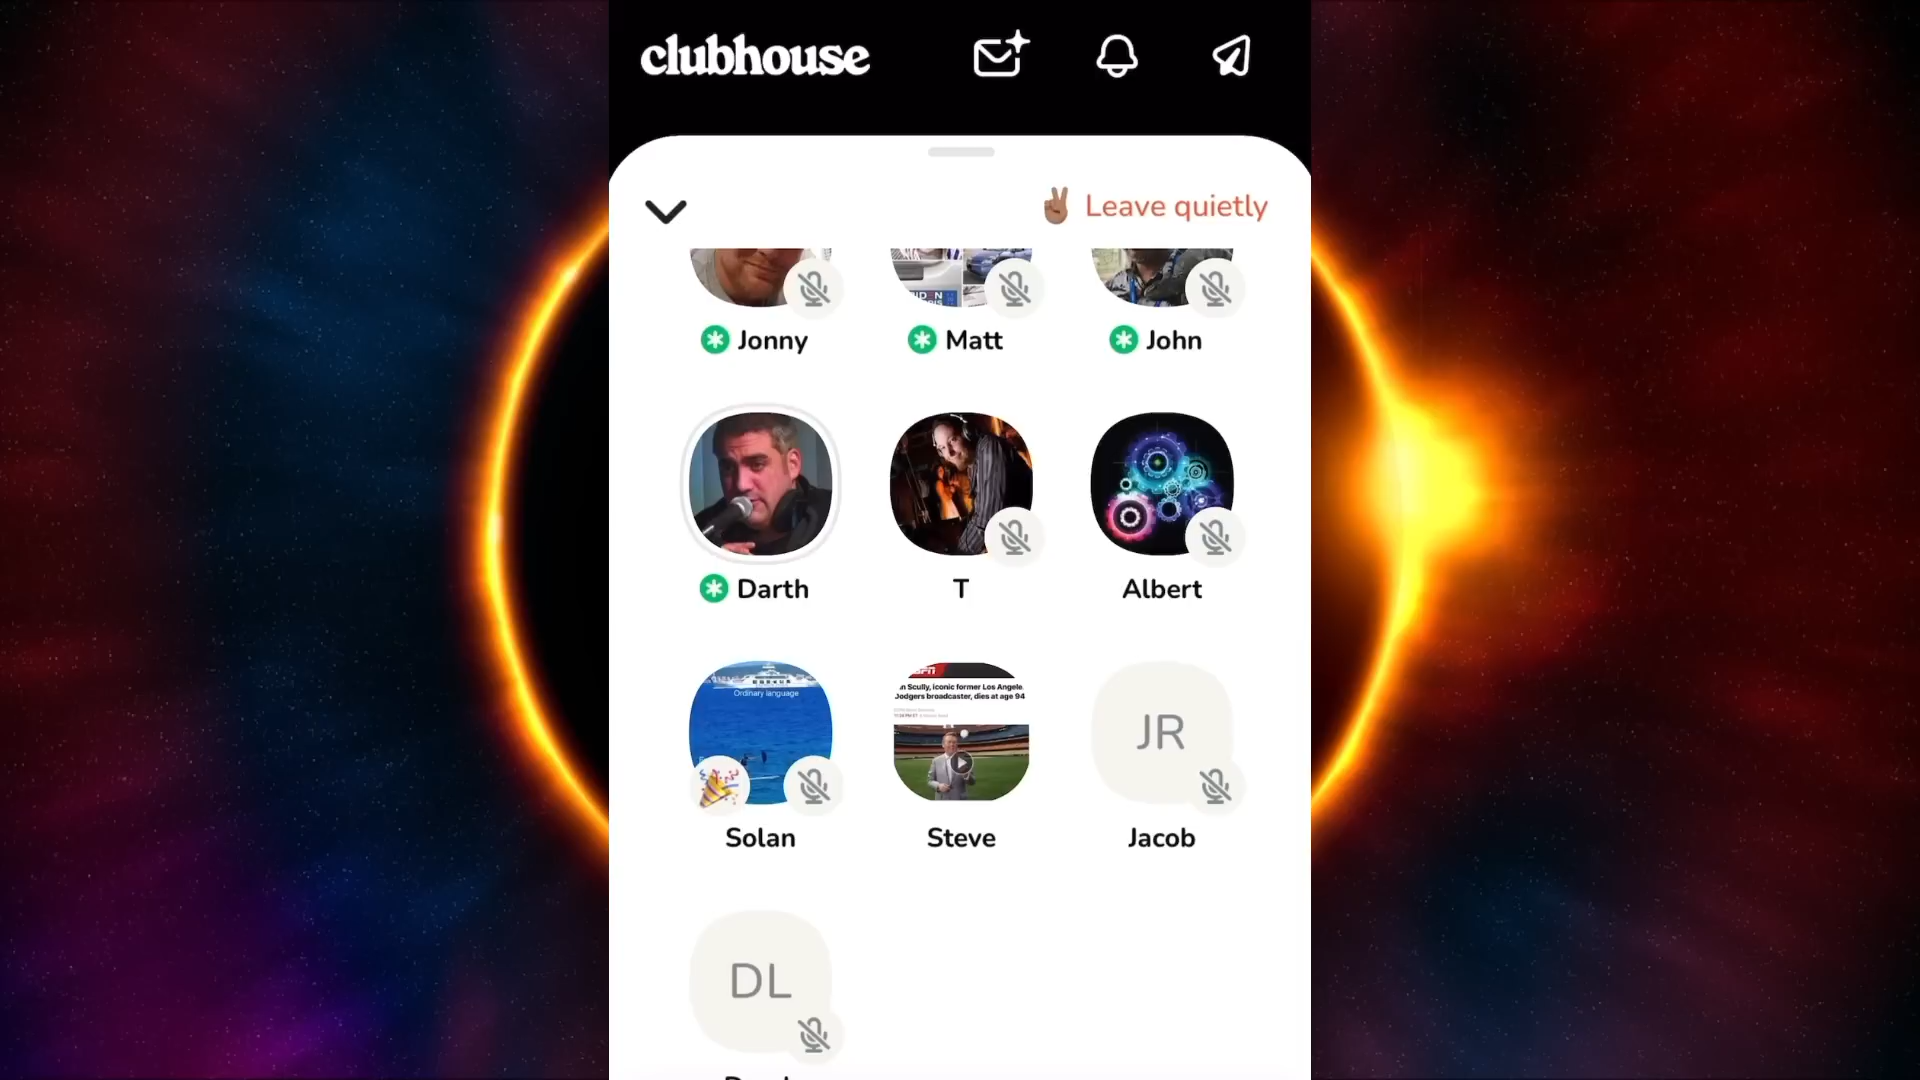 clubhouse
Leave quietly
Jonny
Matt
John
Darth
T
Albert
Ordinary language
n Scully, iconic former Los Angele
Dodgers broadcaster, dies at age 94
JR
Solan
Steve
Jacob
DL